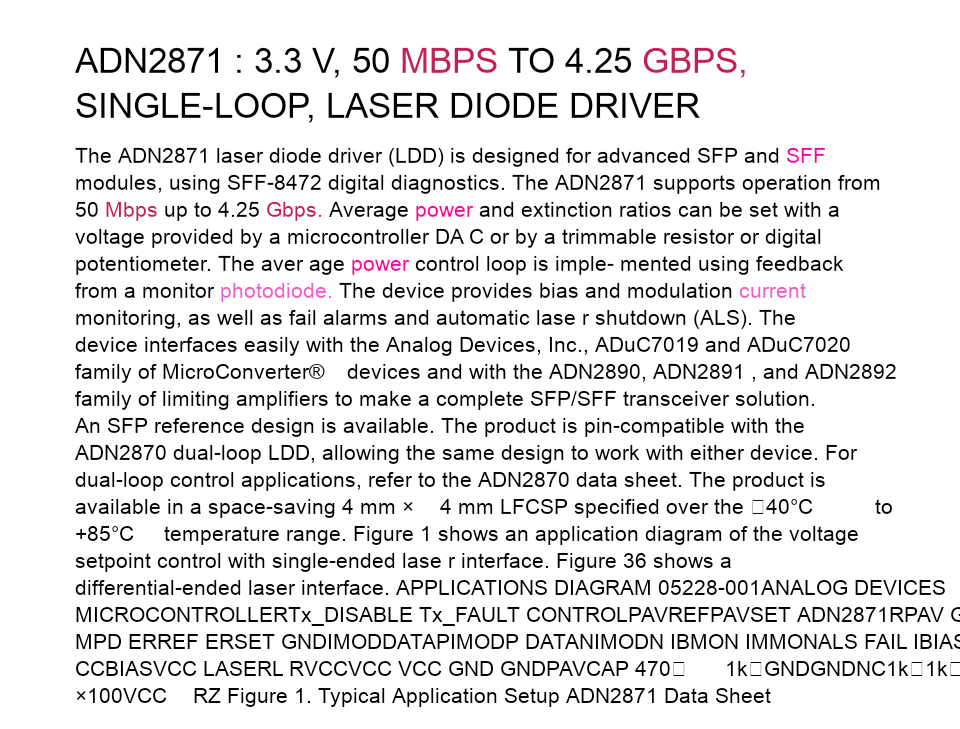 ADN2871 : 3.3 V, 50 MBPS TO 4.25 GBPS,
SINGLE-LOOP, LASER DIODE DRIVER
The ADN2871 laser diode driver (LDD) is designed for advanced SFP and SFF
modules, using SFF-8472 digital diagnostics. The ADN2871 supports operation from
50 Mbps up to 4.25 Gbps. Average power and extinction ratios can be set with a
voltage provided by a microcontroller DA C or by a trimmable resistor or digital
potentiometer. The aver age power control loop is imple- mented using feedback
from a monitor photodiode. The device provides bias and modulation current
monitoring, as well as fail alarms and automatic lase r shutdown (ALS). The
device interfaces easily with the Analog Devices, Inc., ADuC7019 and ADuC7020
family of MicroConverter® devices and with the ADN2890, ADN2891 , and ADN2892
family of limiting amplifiers to make a complete SFP/SFF transceiver solution.
An SFP reference design is available. The product is pin-compatible with the
ADN2870 dual-loop LDD, allowing the same design to work with either device. For
dual-loop control applications, refer to the ADN2870 data sheet. The product is
available in a space-saving 4 mm × 4 mm LFCSP specified over the □40°C to
+85°C temperature range. Figure 1 shows an application diagram of the voltage
setpoint control with single-ended lase r interface. Figure 36 shows a
differential-ended laser interface. APPLICATIONS DIAGRAM 05228-001ANALOG DEVICES
MICROCONTROLLERTx_DISABLE Tx_FAULT CONTROLPAVREFPAVSET ADN2871RPAV G
MPD ERREF ERSET GNDIMODDATAPIMODP DATANIMODN IBMON IMMONALS FAIL IBIAS
CCBIASVCC LASERL RVCCVCC VCC GND GNDPAVCAP 470□ 1k□GNDGNDNC1k□1k□
×100VCC RZ Figure 1. Typical Application Setup ADN2871 Data Sheet